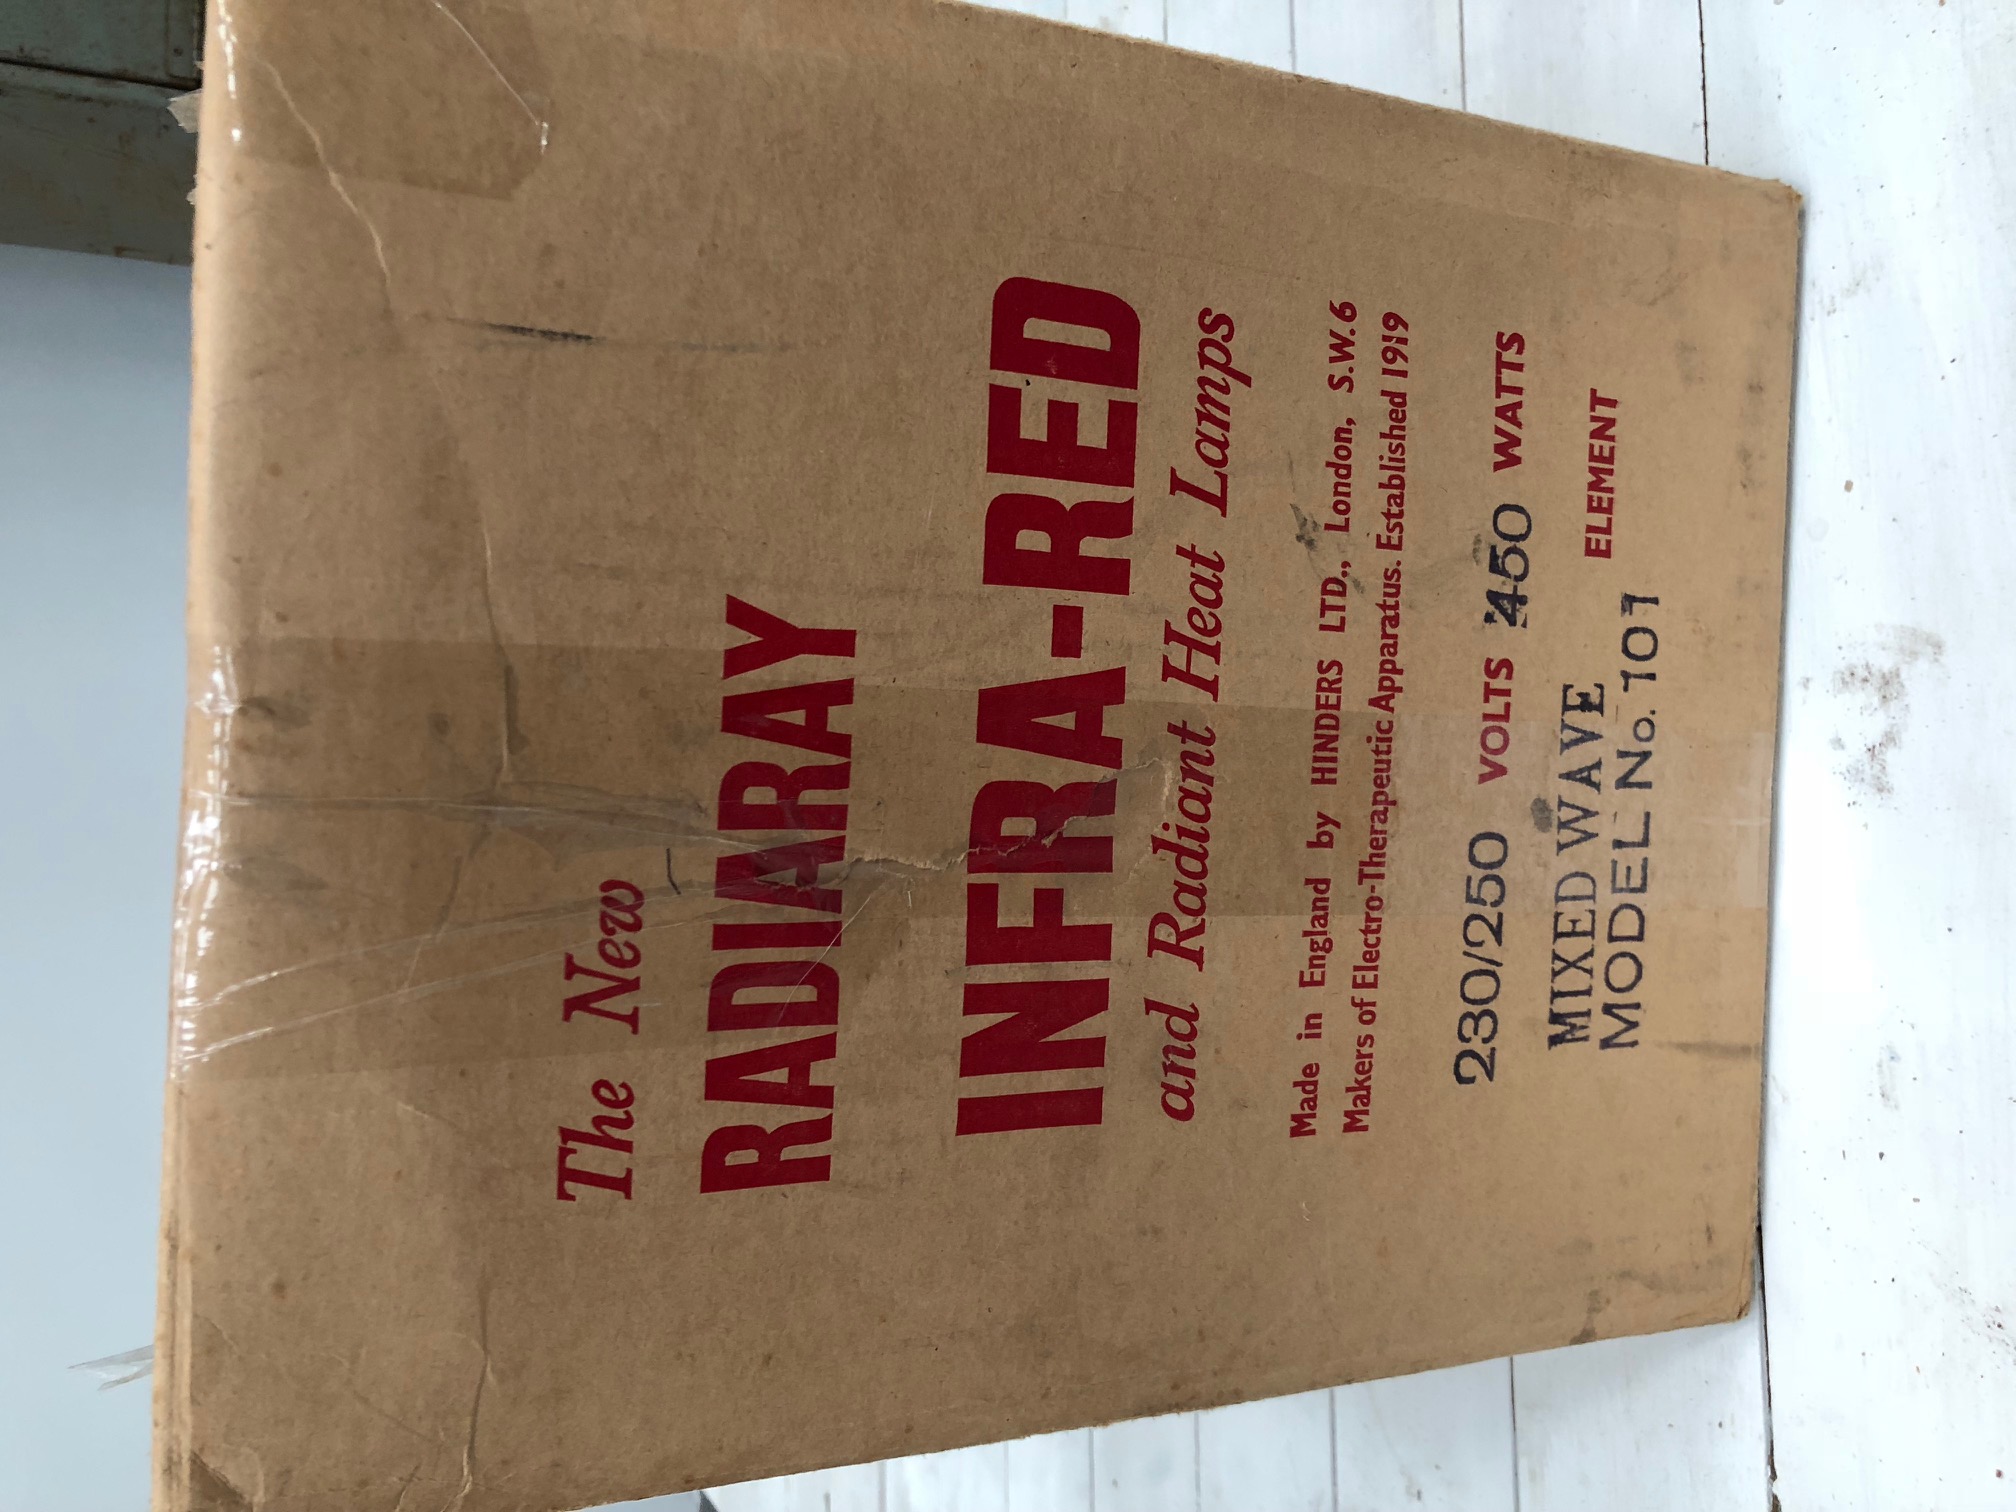 The New
RADIARAY
INFRA-RED
and Radiant Heat Lamps
Made in England by HINDERS LTD., London, S.W.6
Makers of Electro-Therapeutic Apparatus. Established 1919
230/250 VOLTS 450 WATTS
MIXED WAVE ELEMENT
MODEL No. 101